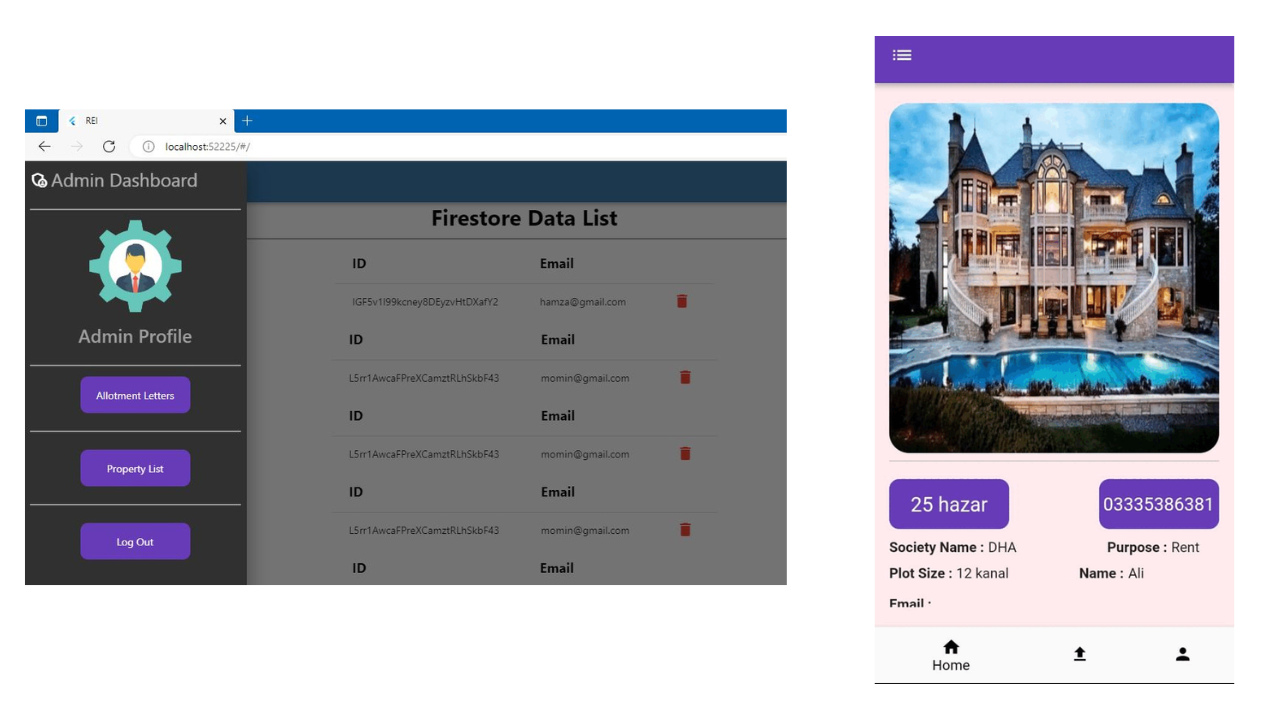 REI
localhost:52225/#/
Admin Dashboard
Admin Profile
Allotment Letters
Property List
Log Out
Firestore Data List
ID Email
IGF5v1I99kcney8DEyzvHtDXafY2 hamza@gmail.com
ID Email
L5rr1AwcaFPreXCamztRLhSkbF43 momin@gmail.com
ID Email
L5rr1AwcaFPreXCamztRLhSkbF43 momin@gmail.com
ID Email
L5rr1AwcaFPreXCamztRLhSkbF43 momin@gmail.com
ID Email
25 hazar 03335386381
Society Name : DHA Purpose : Rent
Plot Size : 12 kanal Name : Ali
Email :
Home